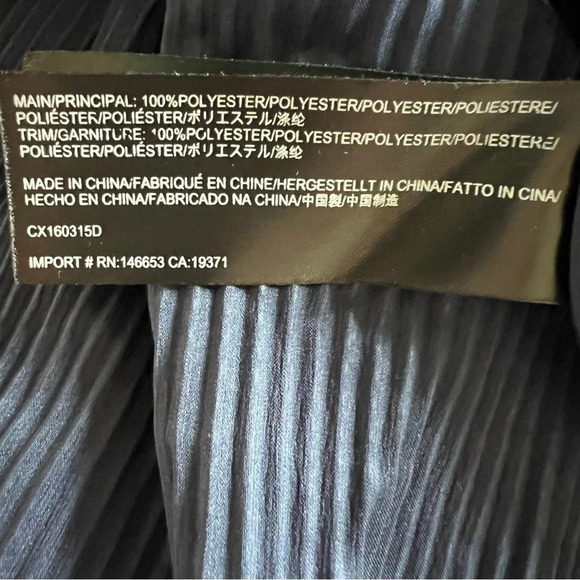 MAIN/PRINCIPAL: 100%POLYESTER/POLYESTER/POLYESTER/POLIESTERE/
POLIÉSTER/POLIÉSTER/ポリエステル/涤纶
TRIM/GARNITURE: 100%POLYESTER/POLYESTER/POLYESTER/POLIESTERE/
POLIÉSTER/POLIÉSTER/ポリエステル/涤纶
MADE IN CHINA/FABRIQUÉ EN CHINE/HERGESTELLT IN CHINA/FATTO IN CINA/
HECHO EN CHINA/FABRICADO NA CHINA/中国製/中国制造
CX160315D
IMPORT # RN:146653 CA:19371